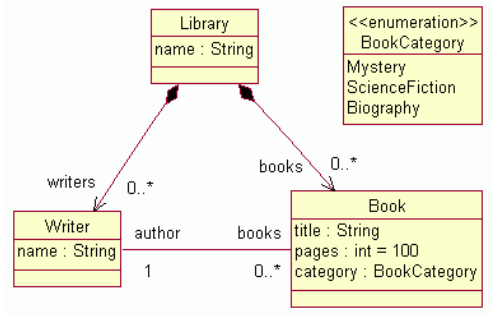 Library
name : String
<<enumeration>>
BookCategory
Mystery
ScienceFiction
Biography
writers
0..*
books
0..*
Writer
name : String
author
1
books
0..*
Book
title : String
pages : int = 100
category : BookCategory